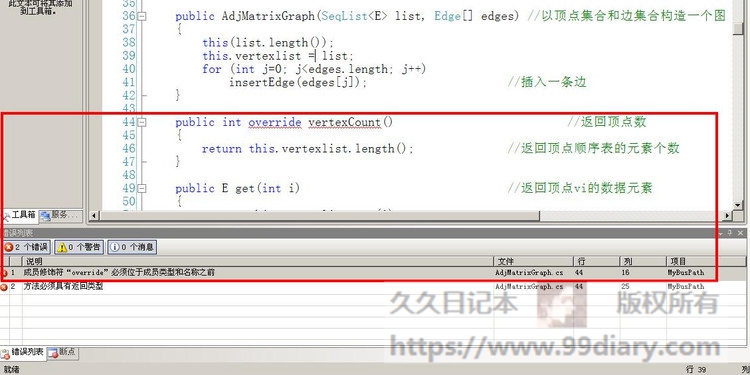 此文本可将其添加
到工具箱。
36 public AdjMatrixGraph(SeqList<E> list, Edge[] edges) //以顶点集合和边集合构造一个图
37 {
38 this(list.length());
39 this.vertexlist = list;
40 for (int j=0; j<edges.length; j++)
41 insertEdge(edges[j]); //插入一条边
42 }
43
44 public int override vertexCount() //返回顶点数
45 {
46 return this.vertexlist.length(); //返回顶点顺序表的元素个数
47 }
48
49 public E get(int i) //返回顶点vi的数据元素
50 {
工具箱 服务...
错误列表
2 个错误 0 个警告 0 个消息
说明 文件 行 列 项目
1 成员修饰符“override”必须位于成员类型和名称之前 AdjMatrixGraph.cs 44 16 MyBusPath
2 方法必须具有返回类型 AdjMatrixGraph.cs 44 25 MyBusPath
久久日记本 版权所有
https://www.99diary.com
错误列表 断点
就绪 行 39 列